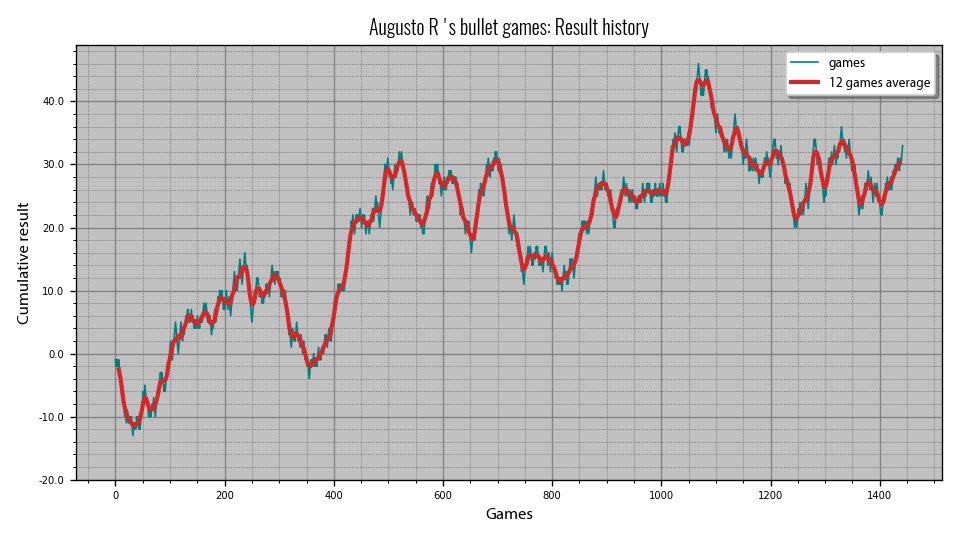 Augusto R 's bullet games: Result history
games
12 games average
40.0
30.0
20.0
10.0
0.0
-10.0
-20.0
Cumulative result
0 200 400 600 800 1000 1200 1400
Games